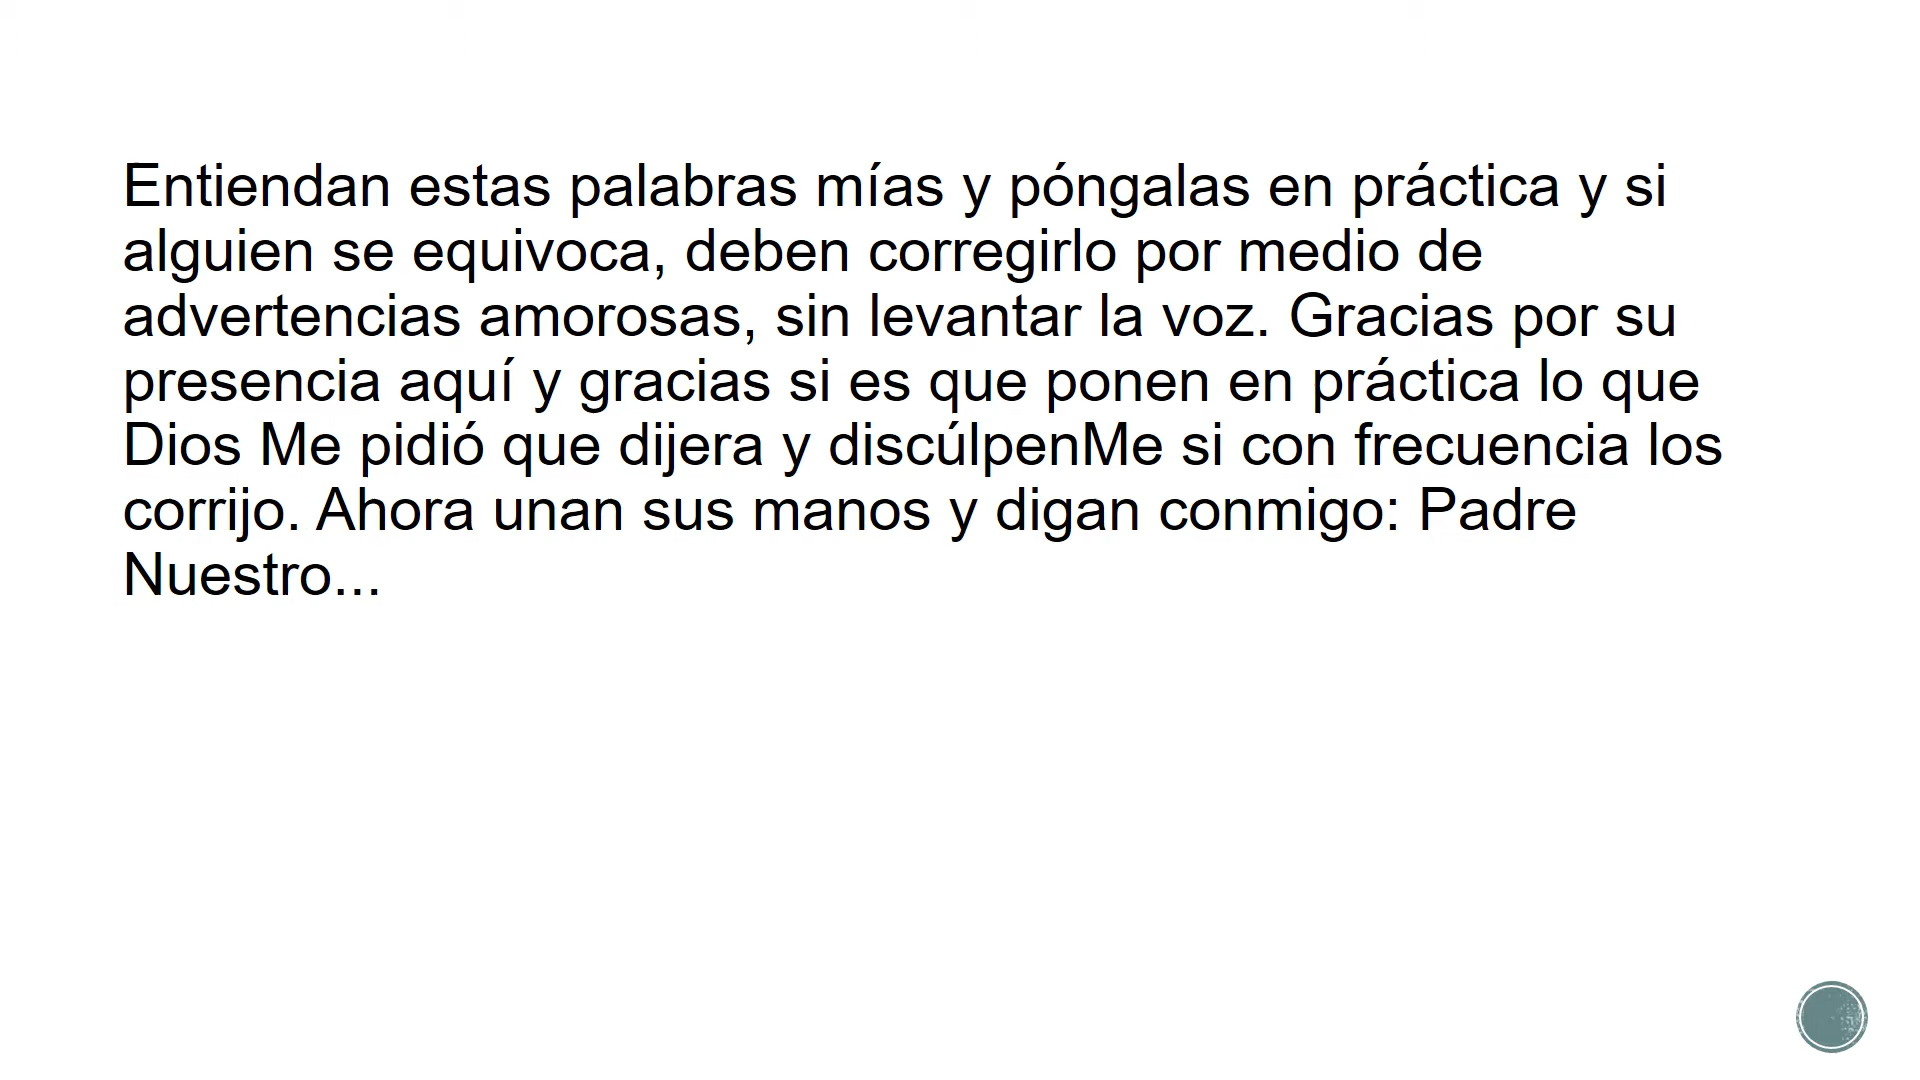 Entiendan estas palabras mías y póngalas en práctica y si
alguien se equivoca, deben corregirlo por medio de
advertencias amorosas, sin levantar la voz. Gracias por su
presencia aquí y gracias si es que ponen en práctica lo que
Dios Me pidió que dijera y discúlpenMe si con frecuencia los
corrijo. Ahora unan sus manos y digan conmigo: Padre
Nuestro...